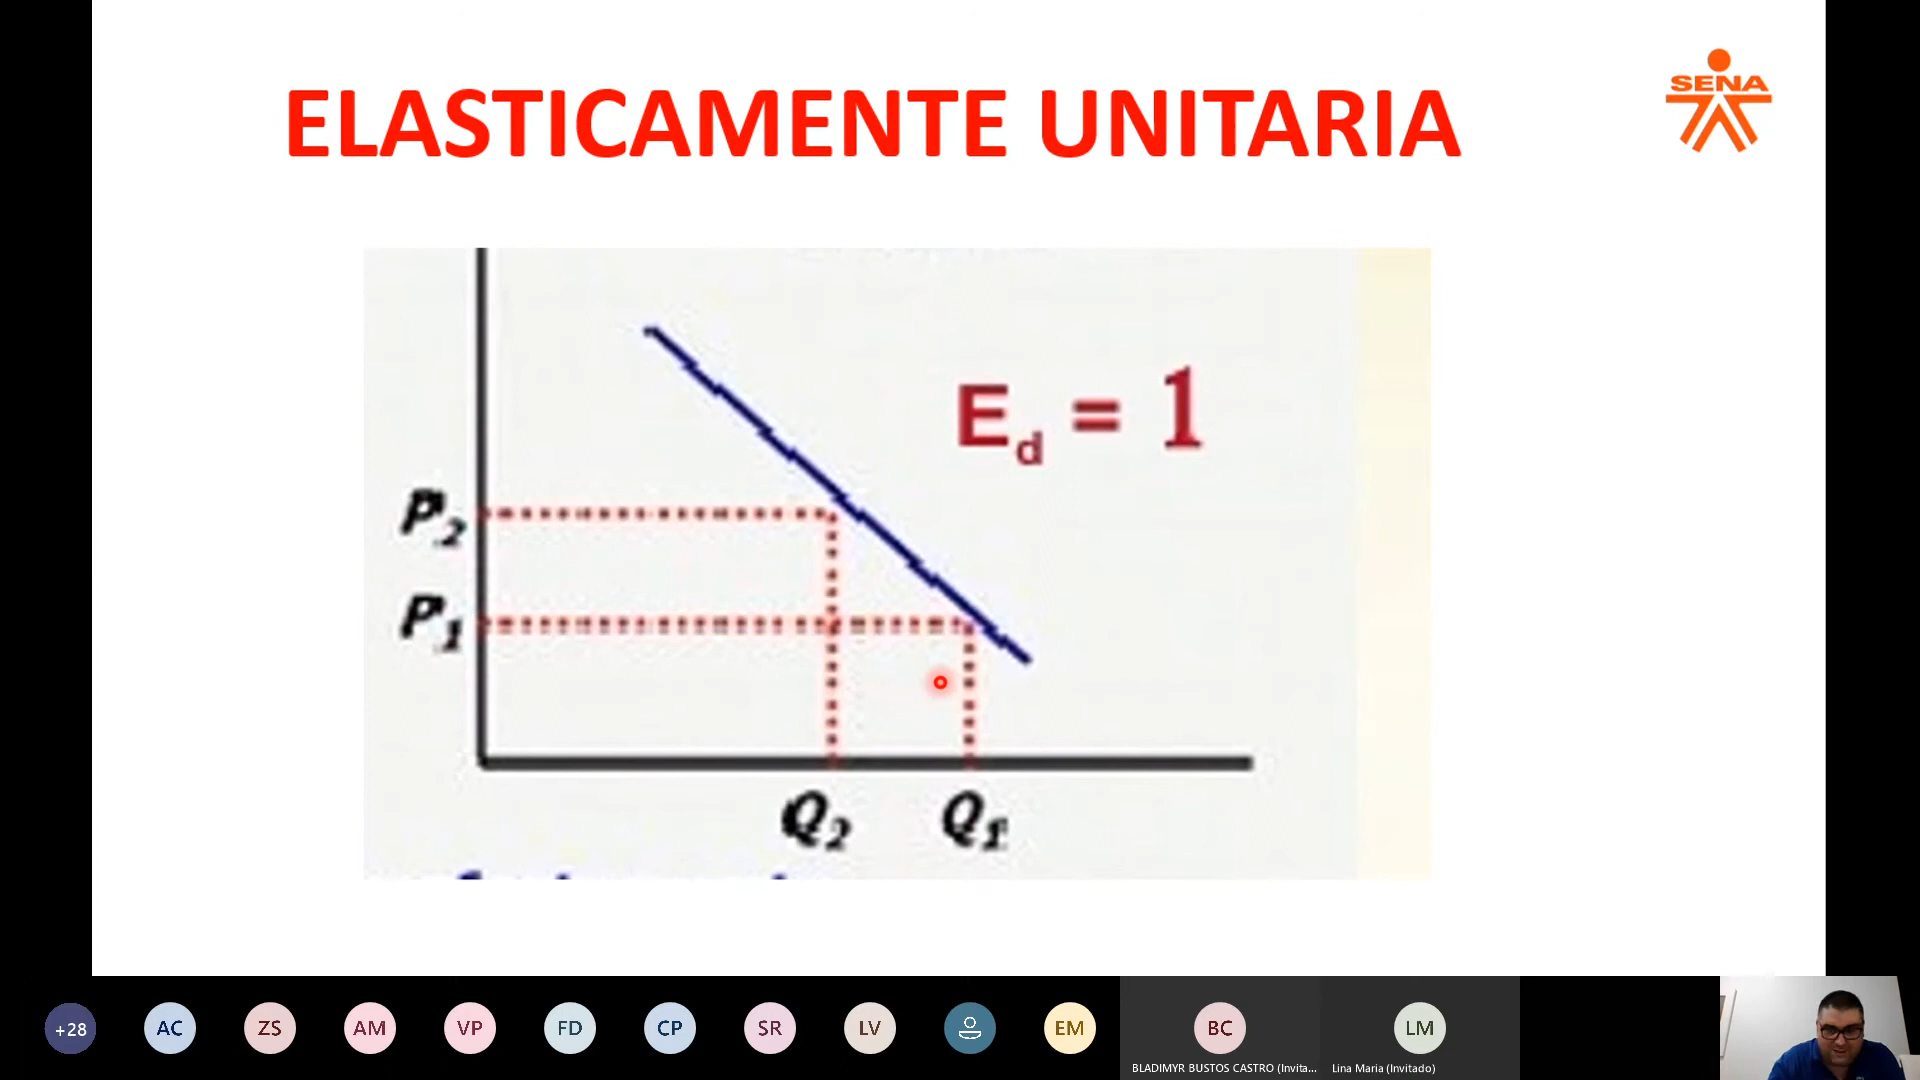 ELASTICAMENTE UNITARIA
SENA
Ed = 1
P2
P1
Q2 Q1
+28 AC ZS AM VP FD CP SR LV EM BC LM
BLADIMYR BUSTOS CASTRO (Invita... Lina Maria (Invitado)